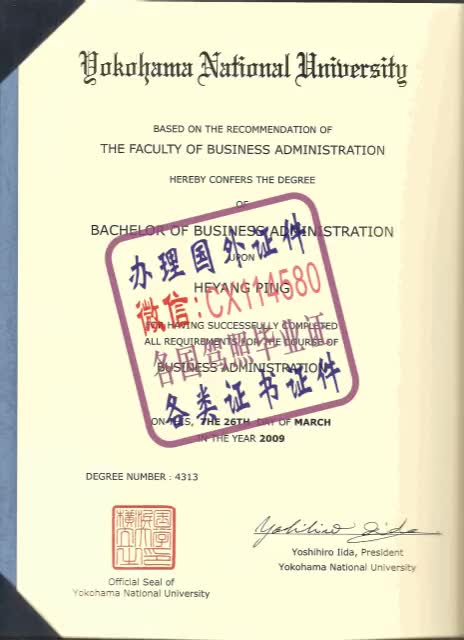 Yokohama National University
BASED ON THE RECOMMENDATION OF
THE FACULTY OF BUSINESS ADMINISTRATION
HEREBY CONFERS THE DEGREE
OF
BACHELOR OF BUSINESS ADMINISTRATION
UPON
HEYANG PING
FOR HAVING SUCCESSFULLY COMPLETED
ALL REQUIREMENTS FOR THE COURSE OF
BUSINESS ADMINISTRATION
ON THIS, THE 26TH DAY OF MARCH
IN THE YEAR 2009
办理国外证件
微信:CX114580
各国驾照毕业证
各类证书证件
DEGREE NUMBER : 4313
Official Seal of
Yokohama National University
Yoshihiro Iida
Yoshihiro Iida, President
Yokohama National University